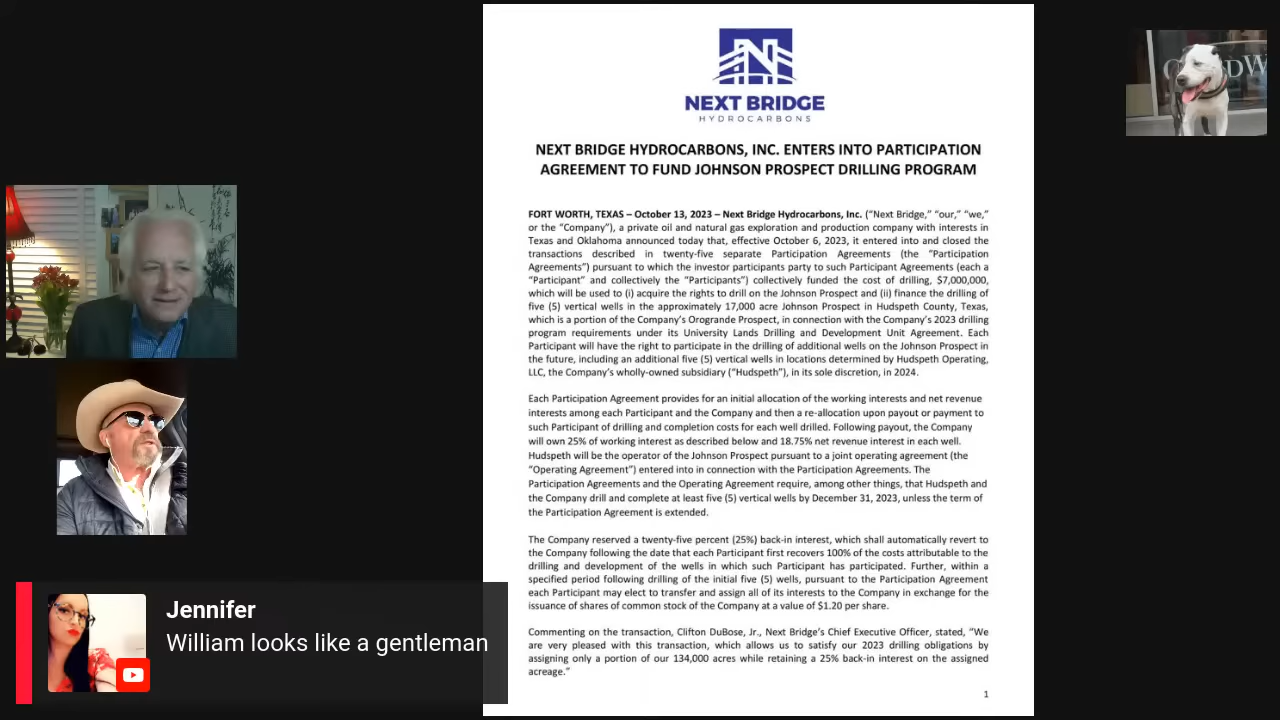 NEXT BRIDGE
HYDROCARBONS
NEXT BRIDGE HYDROCARBONS, INC. ENTERS INTO PARTICIPATION
AGREEMENT TO FUND JOHNSON PROSPECT DRILLING PROGRAM
FORT WORTH, TEXAS – October 13, 2023 – Next Bridge Hydrocarbons, Inc. (“Next Bridge,” “our,” “we,”
or the “Company”), a private oil and natural gas exploration and production company with interests in
Texas and Oklahoma announced today that, effective October 6, 2023, it entered into and closed the
transactions described in twenty-five separate Participation Agreements (the “Participation
Agreements”) pursuant to which the investor participants party to such Participant Agreements (each a
“Participant” and collectively the “Participants”) collectively funded the cost of drilling, $7,000,000,
which will be used to (i) acquire the rights to drill on the Johnson Prospect and (ii) finance the drilling of
five (5) vertical wells in the approximately 17,000 acre Johnson Prospect in Hudspeth County, Texas,
which is a portion of the Company’s Orogrande Prospect, in connection with the Company’s 2023 drilling
program requirements under its University Lands Drilling and Development Unit Agreement. Each
Participant will have the right to participate in the drilling of additional wells on the Johnson Prospect in
the future, including an additional five (5) vertical wells in locations determined by Hudspeth Operating,
LLC, the Company’s wholly-owned subsidiary (“Hudspeth”), in its sole discretion, in 2024.
Each Participation Agreement provides for an initial allocation of the working interests and net revenue
interests among each Participant and the Company and then a re-allocation upon payout or payment to
such Participant of drilling and completion costs for each well drilled. Following payout, the Company
will own 25% of working interest as described below and 18.75% net revenue interest in each well.
Hudspeth will be the operator of the Johnson Prospect pursuant to a joint operating agreement (the
“Operating Agreement”) entered into in connection with the Participation Agreements. The
Participation Agreements and the Operating Agreement require, among other things, that Hudspeth and
the Company drill and complete at least five (5) vertical wells by December 31, 2023, unless the term of
the Participation Agreement is extended.
The Company reserved a twenty-five percent (25%) back-in interest, which shall automatically revert to
the Company following the date that each Participant first recovers 100% of the costs attributable to the
drilling and development of the wells in which such Participant has participated. Further, within a
specified period following drilling of the initial five (5) wells, pursuant to the Participation Agreement
each Participant may elect to transfer and assign all of its interests to the Company in exchange for the
issuance of shares of common stock of the Company at a value of $1.20 per share.
Commenting on the transaction, Clifton DuBose, Jr., Next Bridge’s Chief Executive Officer, stated, “We
are very pleased with this transaction, which allows us to satisfy our 2023 drilling obligations by
assigning only a portion of our 134,000 acres while retaining a 25% back-in interest on the assigned
acreage.”
1
Jennifer
William looks like a gentleman